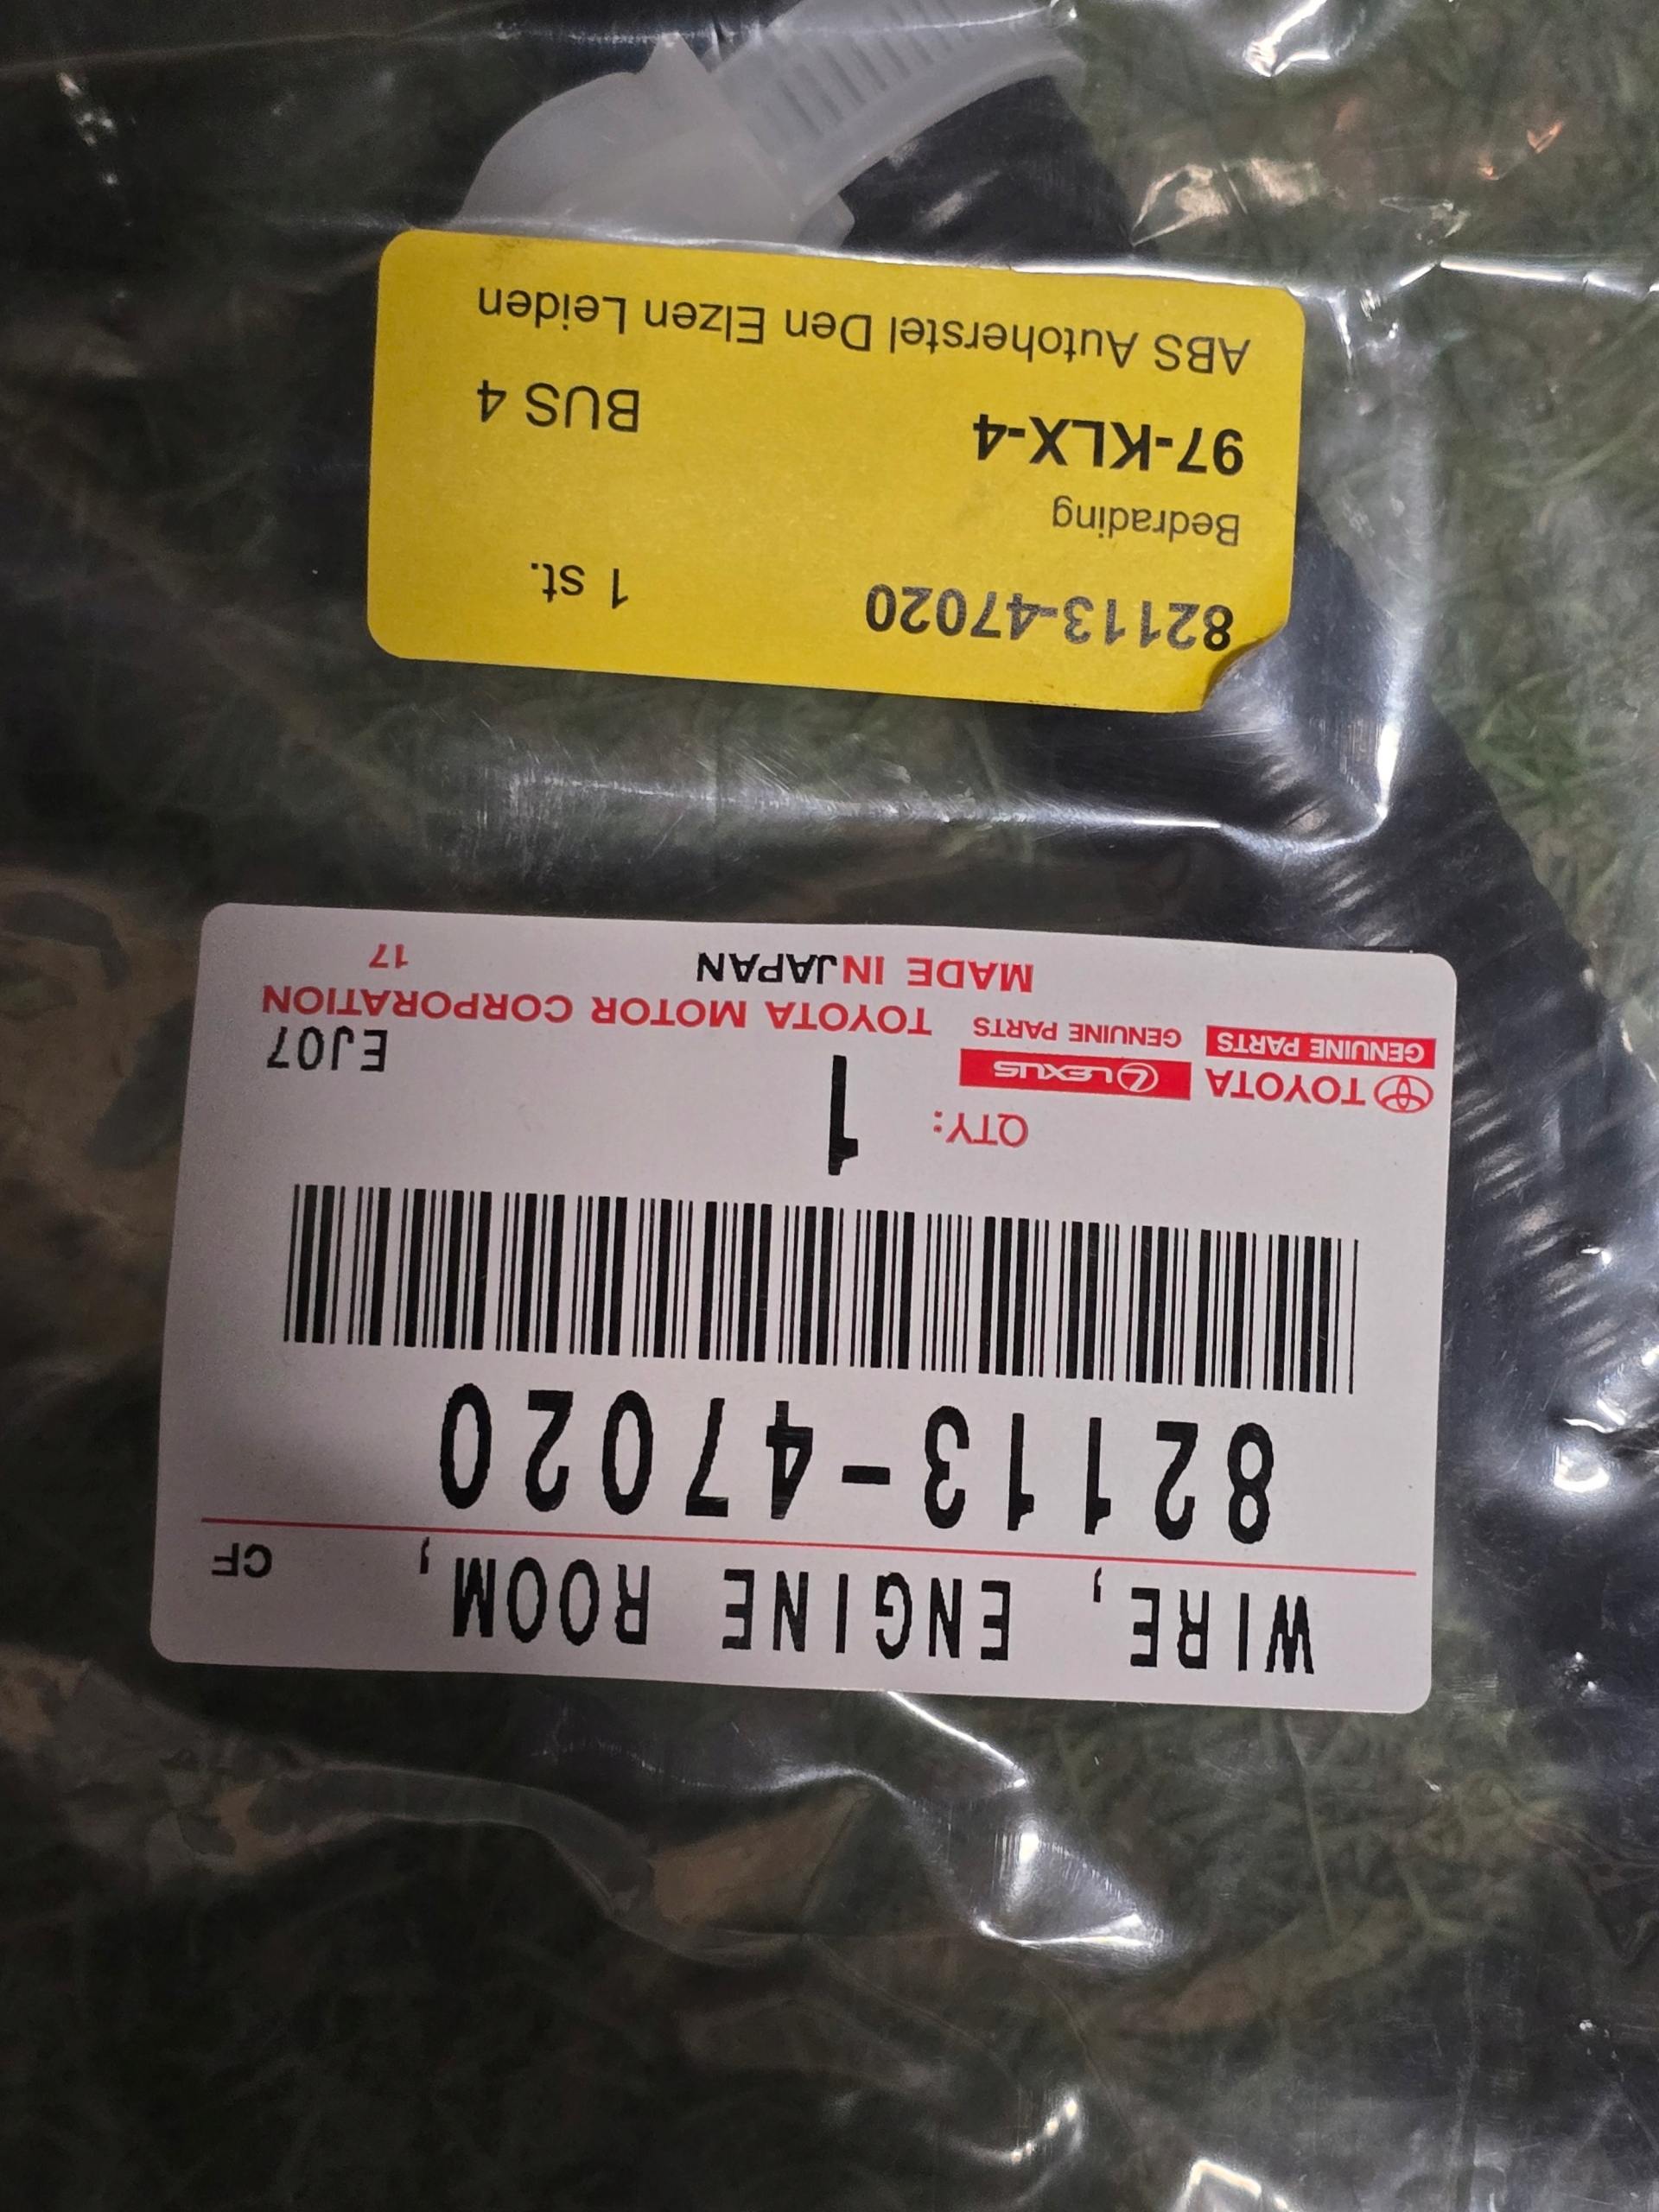 WIRE, ENGINE ROOM,
CF
82113-47020
QTY: 1
TOYOTA
GENUINE PARTS
LEXUS
GENUINE PARTS
EJ07
TOYOTA MOTOR CORPORATION
MADE IN JAPAN
17
82113-47020 1 st.
Bedrading
97-KLX-4 BUS 4
ABS Autoherstel Den Elzen Leiden